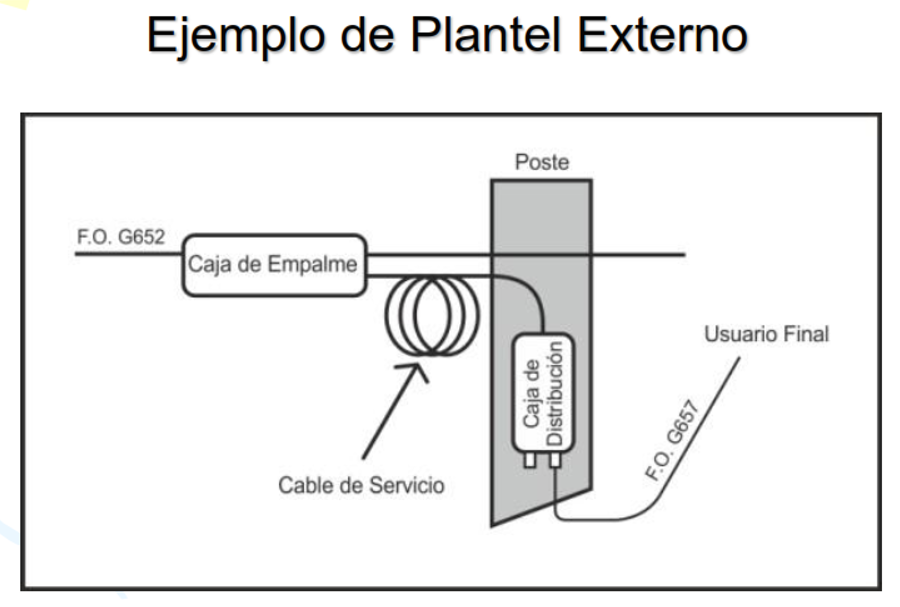 Ejemplo de Plantel Externo
Poste
F.O. G652
Caja de Empalme
Usuario Final
Caja de
Distribución
F.O. G657
Cable de Servicio